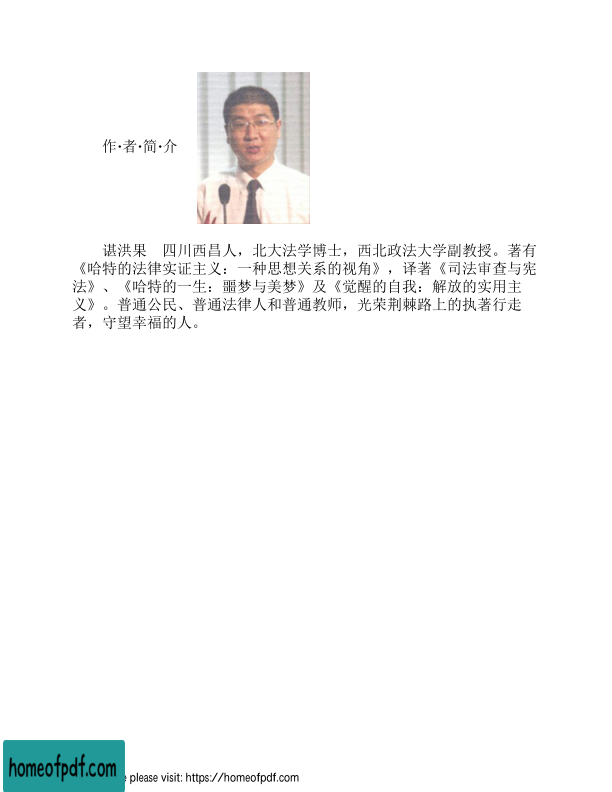 作·者·简·介
谌洪果　四川西昌人，北大法学博士，西北政法大学副教授。著有
《哈特的法律实证主义：一种思想关系的视角》，译著《司法审查与宪
法》、《哈特的一生：噩梦与美梦》及《觉醒的自我：解放的实用主
义》。普通公民、普通法律人和普通教师，光荣荆棘路上的执著行走
者，守望幸福的人。
homeofpdf.com
please visit: https://homeofpdf.com